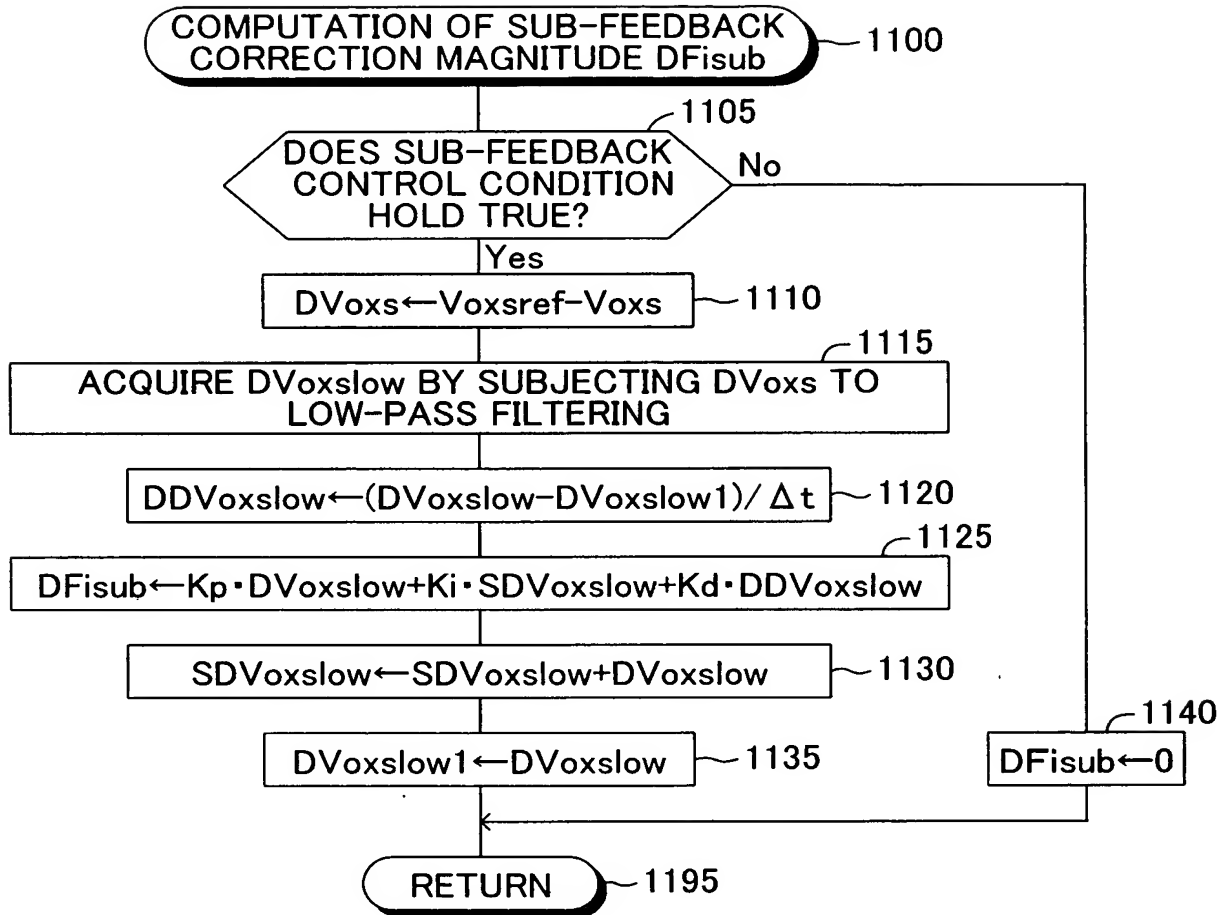 COMPUTATION OF SUB-FEEDBACK
CORRECTION MAGNITUDE DFisub
1100
1105
DOES SUB-FEEDBACK
CONTROL CONDITION
HOLD TRUE?
No
Yes
DVoxs←Voxsref-Voxs
1110
1115
ACQUIRE DVoxslow BY SUBJECTING DVoxs TO
LOW-PASS FILTERING
DDVoxslow←(DVoxslow-DVoxslow1)/Δt
1120
1125
DFisub←Kp·DVoxslow+Ki·SDVoxslow+Kd·DDVoxslow
SDVoxslow←SDVoxslow+DVoxslow
1130
DVoxslow1←DVoxslow
1135
1140
DFisub←0
RETURN
1195